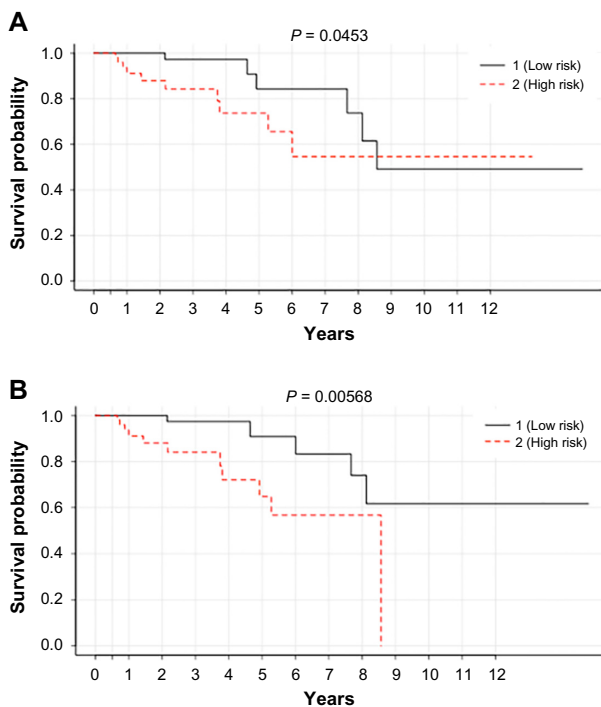 A
P = 0.0453
1 (Low risk)
2 (High risk)
Survival probability
1.0
0.8
0.6
0.4
0.2
0.0
0 1 2 3 4 5 6 7 8 9 10 11 12
Years
B
P = 0.00568
1 (Low risk)
2 (High risk)
Survival probability
1.0
0.8
0.6
0.4
0.2
0.0
0 1 2 3 4 5 6 7 8 9 10 11 12
Years